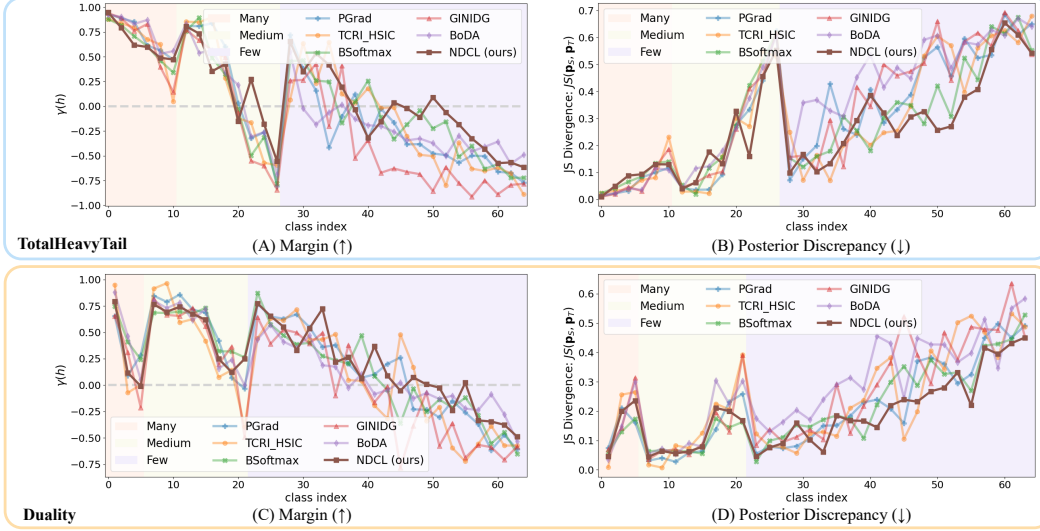 1.00
0.75
0.50
0.25
0.00
−0.25
−0.50
−0.75
−1.00
γ(h)
0 10 20 30 40 50 60
class index
Many PGrad GINIDG
Medium TCRI_HSIC BoDA
Few BSoftmax NDCL (ours)
TotalHeavyTail
(A) Margin (↑)
0.7
0.6
0.5
0.4
0.3
0.2
0.1
0.0
JS Divergence: JS(p_S, p_T)
0 10 20 30 40 50 60
class index
Many PGrad GINIDG
Medium TCRI_HSIC BoDA
Few BSoftmax NDCL (ours)
(B) Posterior Discrepancy (↓)
1.00
0.75
0.50
0.25
0.00
−0.25
−0.50
−0.75
γ(h)
0 10 20 30 40 50 60
class index
Many PGrad GINIDG
Medium TCRI_HSIC BoDA
Few BSoftmax NDCL (ours)
Duality
(C) Margin (↑)
0.6
0.5
0.4
0.3
0.2
0.1
0.0
JS Divergence: JS(p_S, p_T)
0 10 20 30 40 50 60
class index
Many PGrad GINIDG
Medium TCRI_HSIC BoDA
Few BSoftmax NDCL (ours)
(D) Posterior Discrepancy (↓)